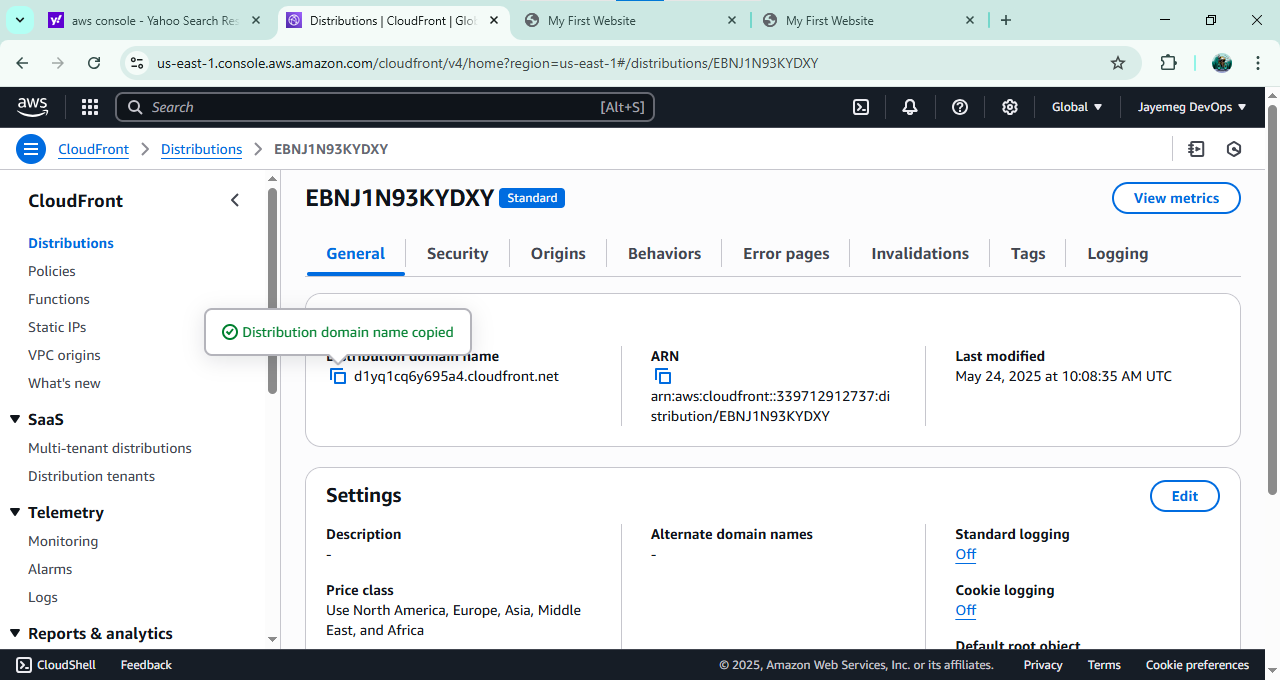 aws console - Yahoo Search Res
Distributions | CloudFront | Glob
My First Website
My First Website
us-east-1.console.aws.amazon.com/cloudfront/v4/home?region=us-east-1#/distributions/EBNJ1N93KYDXY
aws
Search
[Alt+S]
Global
Jayemeg DevOps
CloudFront
Distributions
EBNJ1N93KYDXY
CloudFront
Distributions
Policies
Functions
Static IPs
VPC origins
What's new
SaaS
Multi-tenant distributions
Distribution tenants
Telemetry
Monitoring
Alarms
Logs
Reports & analytics
EBNJ1N93KYDXY
Standard
View metrics
General
Security
Origins
Behaviors
Error pages
Invalidations
Tags
Logging
Distribution domain name copied
Distribution domain name
d1yq1cq6y695a4.cloudfront.net
ARN
arn:aws:cloudfront::339712912737:di
stribution/EBNJ1N93KYDXY
Last modified
May 24, 2025 at 10:08:35 AM UTC
Settings
Edit
Description
-
Price class
Use North America, Europe, Asia, Middle
East, and Africa
Alternate domain names
-
Standard logging
Off
Cookie logging
Off
Default root object
CloudShell
Feedback
© 2025, Amazon Web Services, Inc. or its affiliates.
Privacy
Terms
Cookie preferences